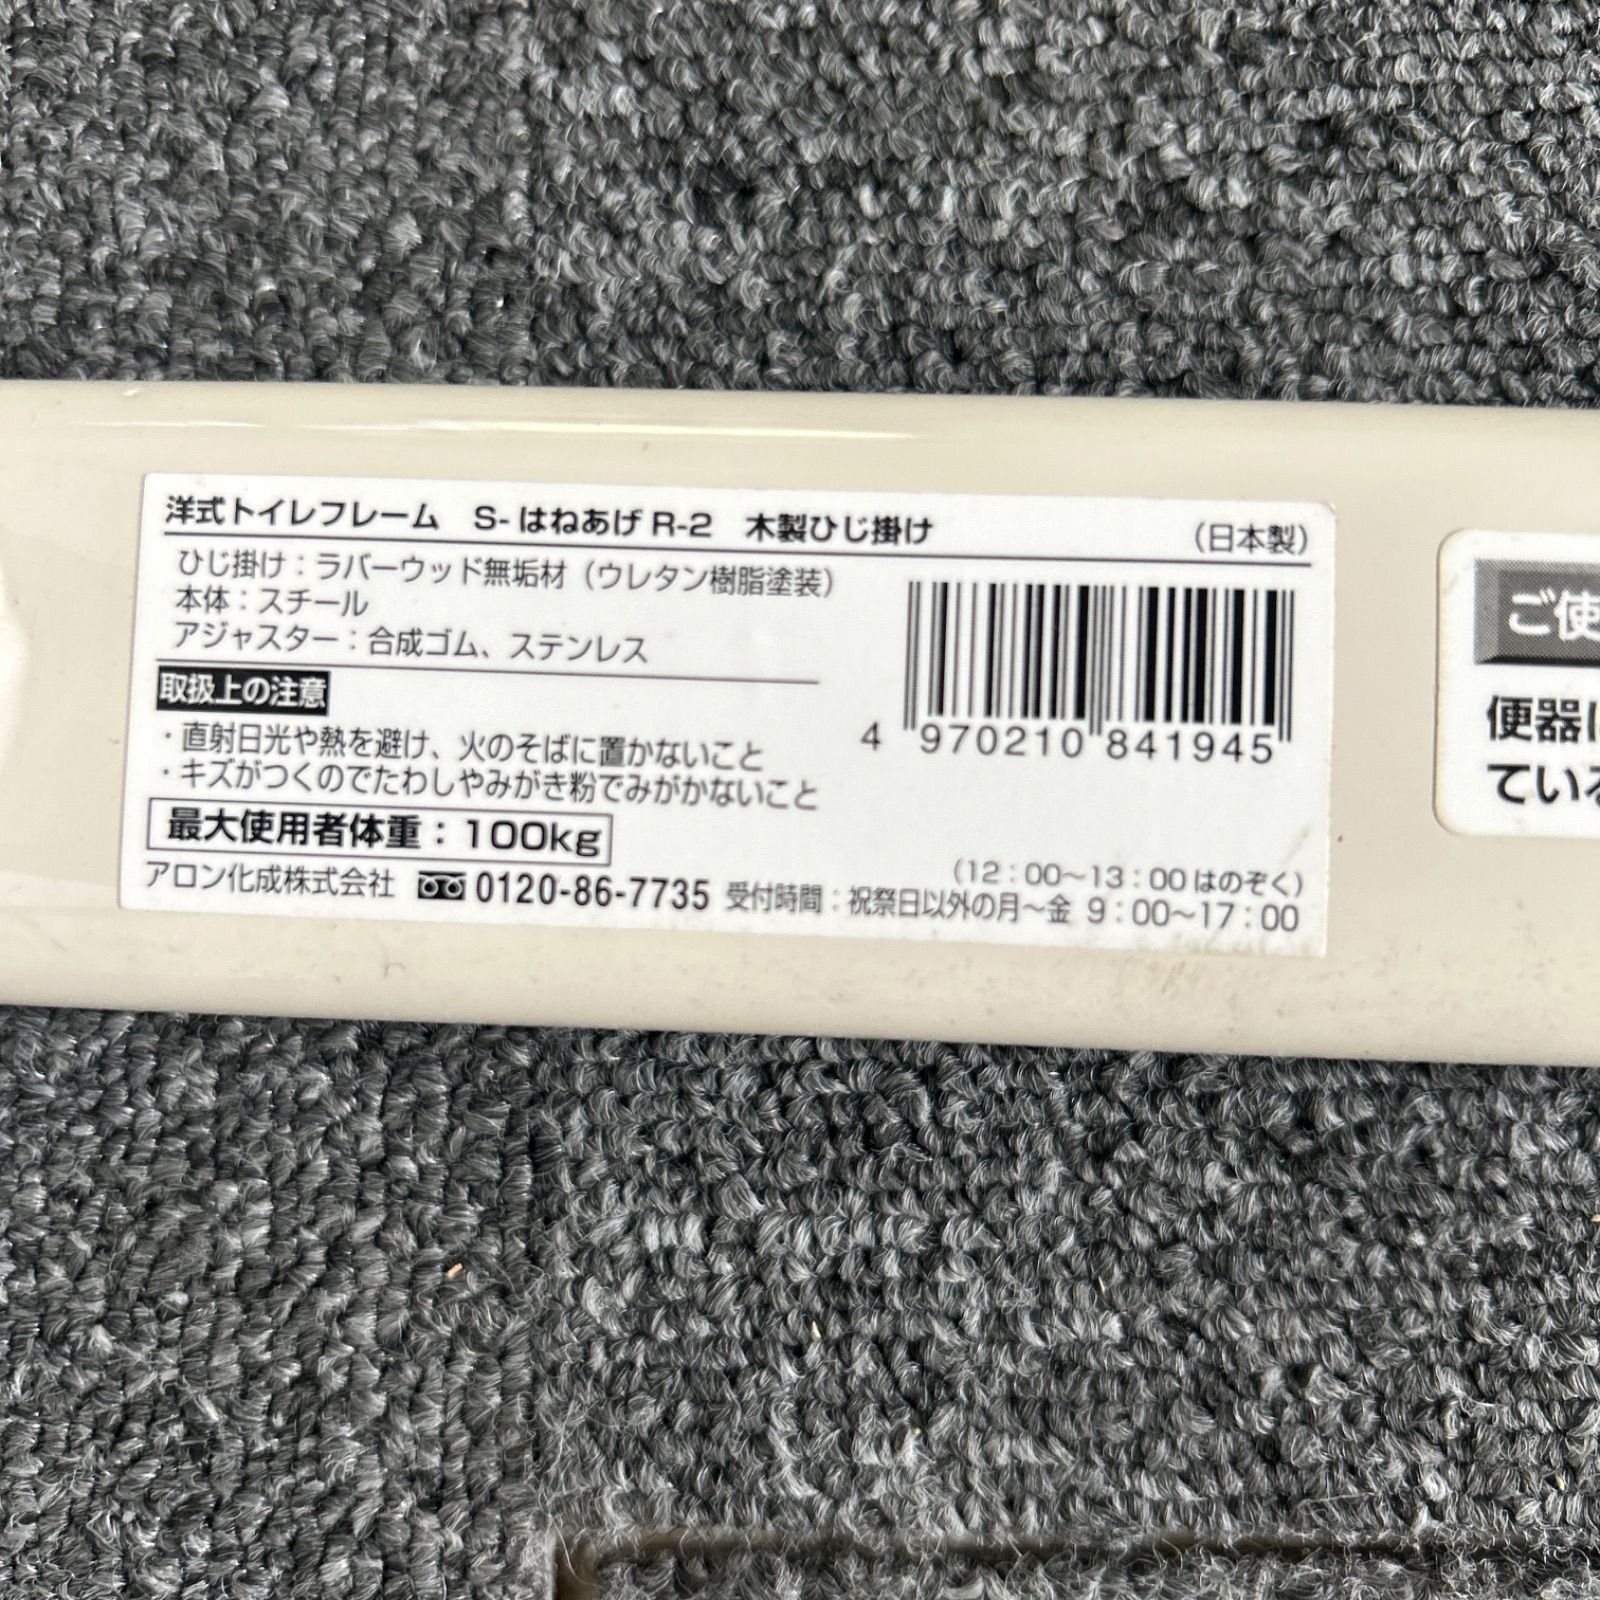 洋式トイレフレーム S-はねあげR-2 木製ひじ掛け (日本製)
ひじ掛け：ラバーウッド無垢材（ウレタン樹脂塗装）
本体：スチール
アジャスター：合成ゴム、ステンレス
取扱上の注意
・直射日光や熱を避け、火のそばに置かないこと
・キズがつくのでたわしやみがき粉でみがかないこと
最大使用者体重：100kg
4 970210 841945
(12：00～13：00はのぞく)
アロン化成株式会社 0120-86-7735 受付時間：祝祭日以外の月～金 9：00～17：00
ご使
便器に
ている